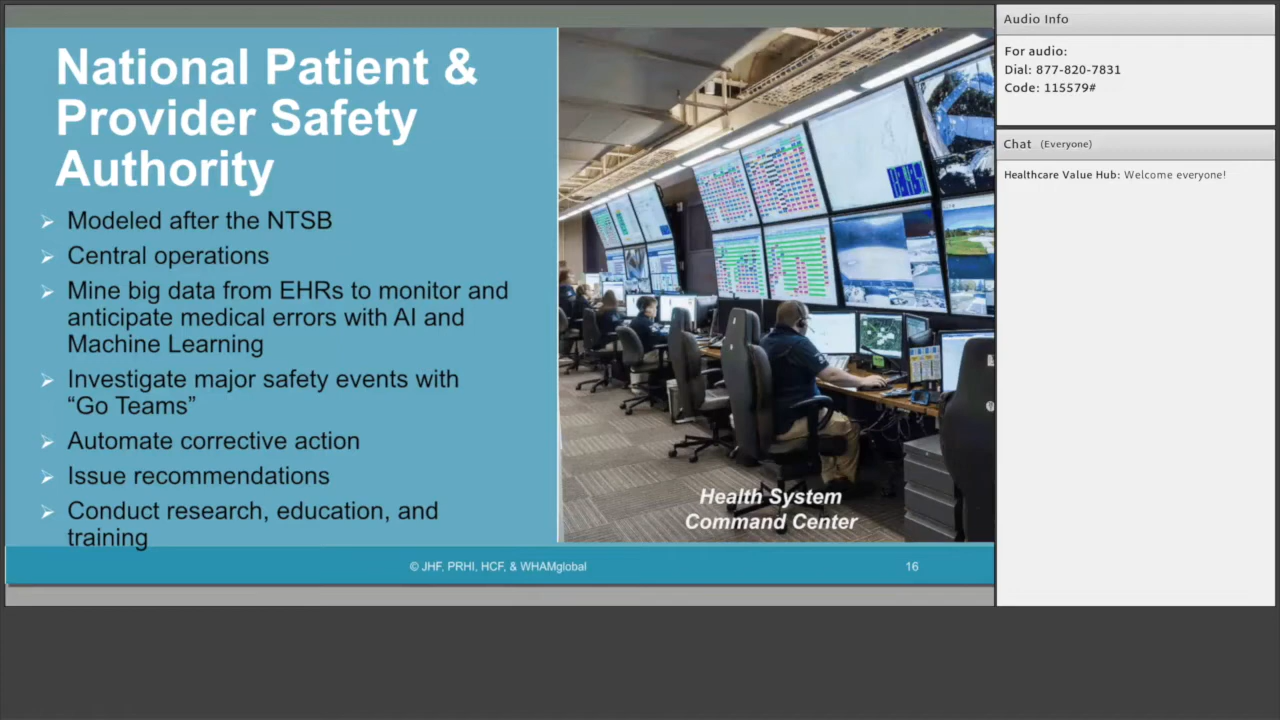 National Patient &
Provider Safety
Authority
➢ Modeled after the NTSB
➢ Central operations
➢ Mine big data from EHRs to monitor and
anticipate medical errors with AI and
Machine Learning
➢ Investigate major safety events with
“Go Teams”
➢ Automate corrective action
➢ Issue recommendations
➢ Conduct research, education, and
training
Health System
Command Center
© JHF, PRHI, HCF, & WHAMglobal
16
Audio Info
For audio:
Dial: 877-820-7831
Code: 115579#
Chat (Everyone)
Healthcare Value Hub: Welcome everyone!